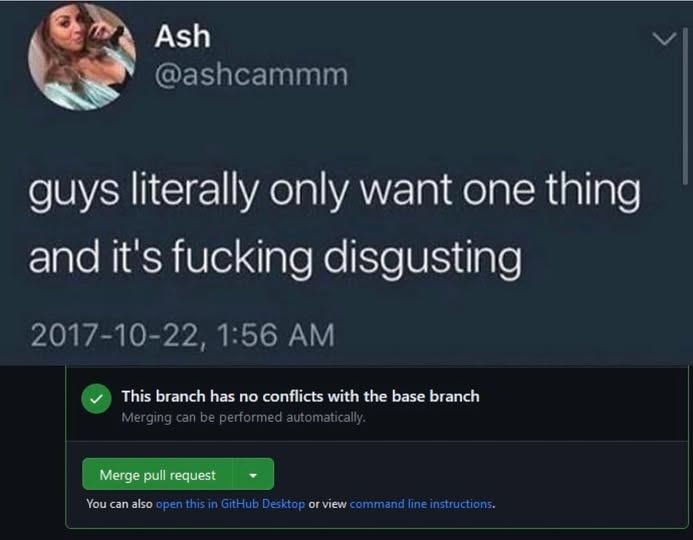 Ash
@ashcammm
guys literally only want one thing
and it's fucking disgusting
2017-10-22, 1:56 AM
This branch has no conflicts with the base branch
Merging can be performed automatically.
Merge pull request
You can also open this in GitHub Desktop or view command line instructions.